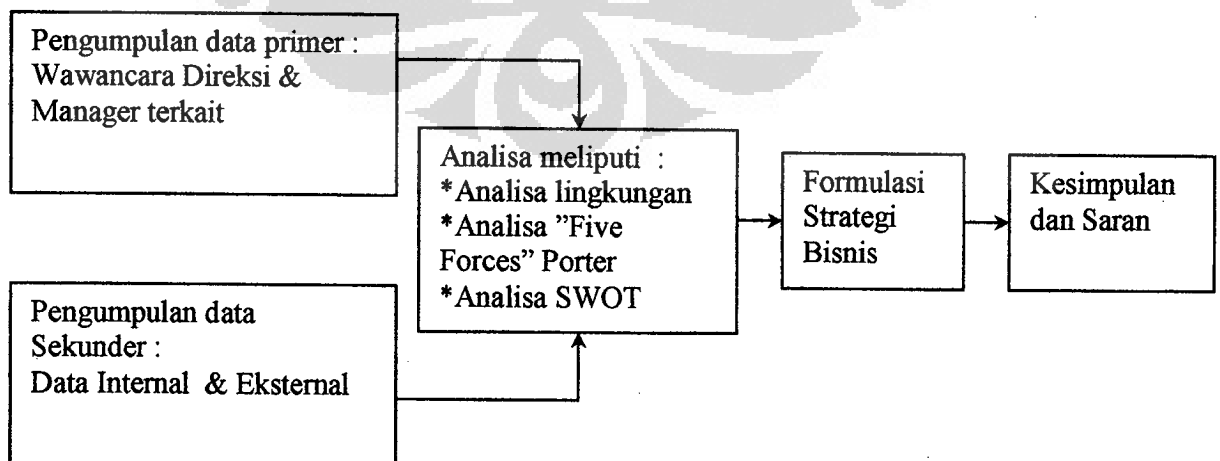 Pengumpulan data primer :
Wawancara Direksi &
Manager terkait
Pengumpulan data
Sekunder :
Data Internal & Eksternal
Analisa meliputi :
*Analisa lingkungan
*Analisa ”Five
Forces” Porter
*Analisa SWOT
Formulasi
Strategi
Bisnis
Kesimpulan
dan Saran